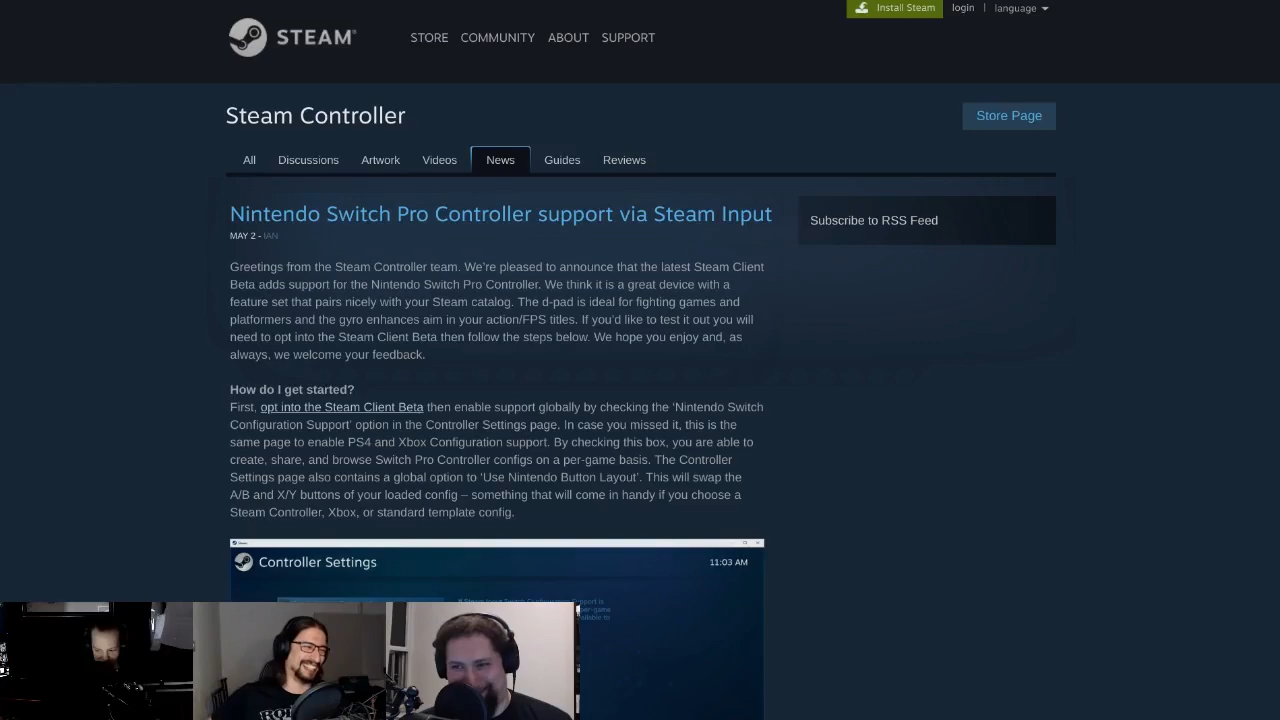 Install Steam login | language
STEAM®
STORE COMMUNITY ABOUT SUPPORT
Steam Controller
Store Page
All Discussions Artwork Videos News Guides Reviews
Nintendo Switch Pro Controller support via Steam Input
MAY 2 - IAN
Subscribe to RSS Feed
Greetings from the Steam Controller team. We're pleased to announce that the latest Steam Client
Beta adds support for the Nintendo Switch Pro Controller. We think it is a great device with a
feature set that pairs nicely with your Steam catalog. The d-pad is ideal for fighting games and
platformers and the gyro enhances aim in your action/FPS titles. If you'd like to test it out you will
need to opt into the Steam Client Beta then follow the steps below. We hope you enjoy and, as
always, we welcome your feedback.
How do I get started?
First, opt into the Steam Client Beta then enable support globally by checking the ‘Nintendo Switch
Configuration Support’ option in the Controller Settings page. In case you missed it, this is the
same page to enable PS4 and Xbox Configuration support. By checking this box, you are able to
create, share, and browse Switch Pro Controller configs on a per-game basis. The Controller
Settings page also contains a global option to ‘Use Nintendo Button Layout’. This will swap the
A/B and X/Y buttons of your loaded config – something that will come in handy if you choose a
Steam Controller, Xbox, or standard template config.
Controller Settings 11:03 AM